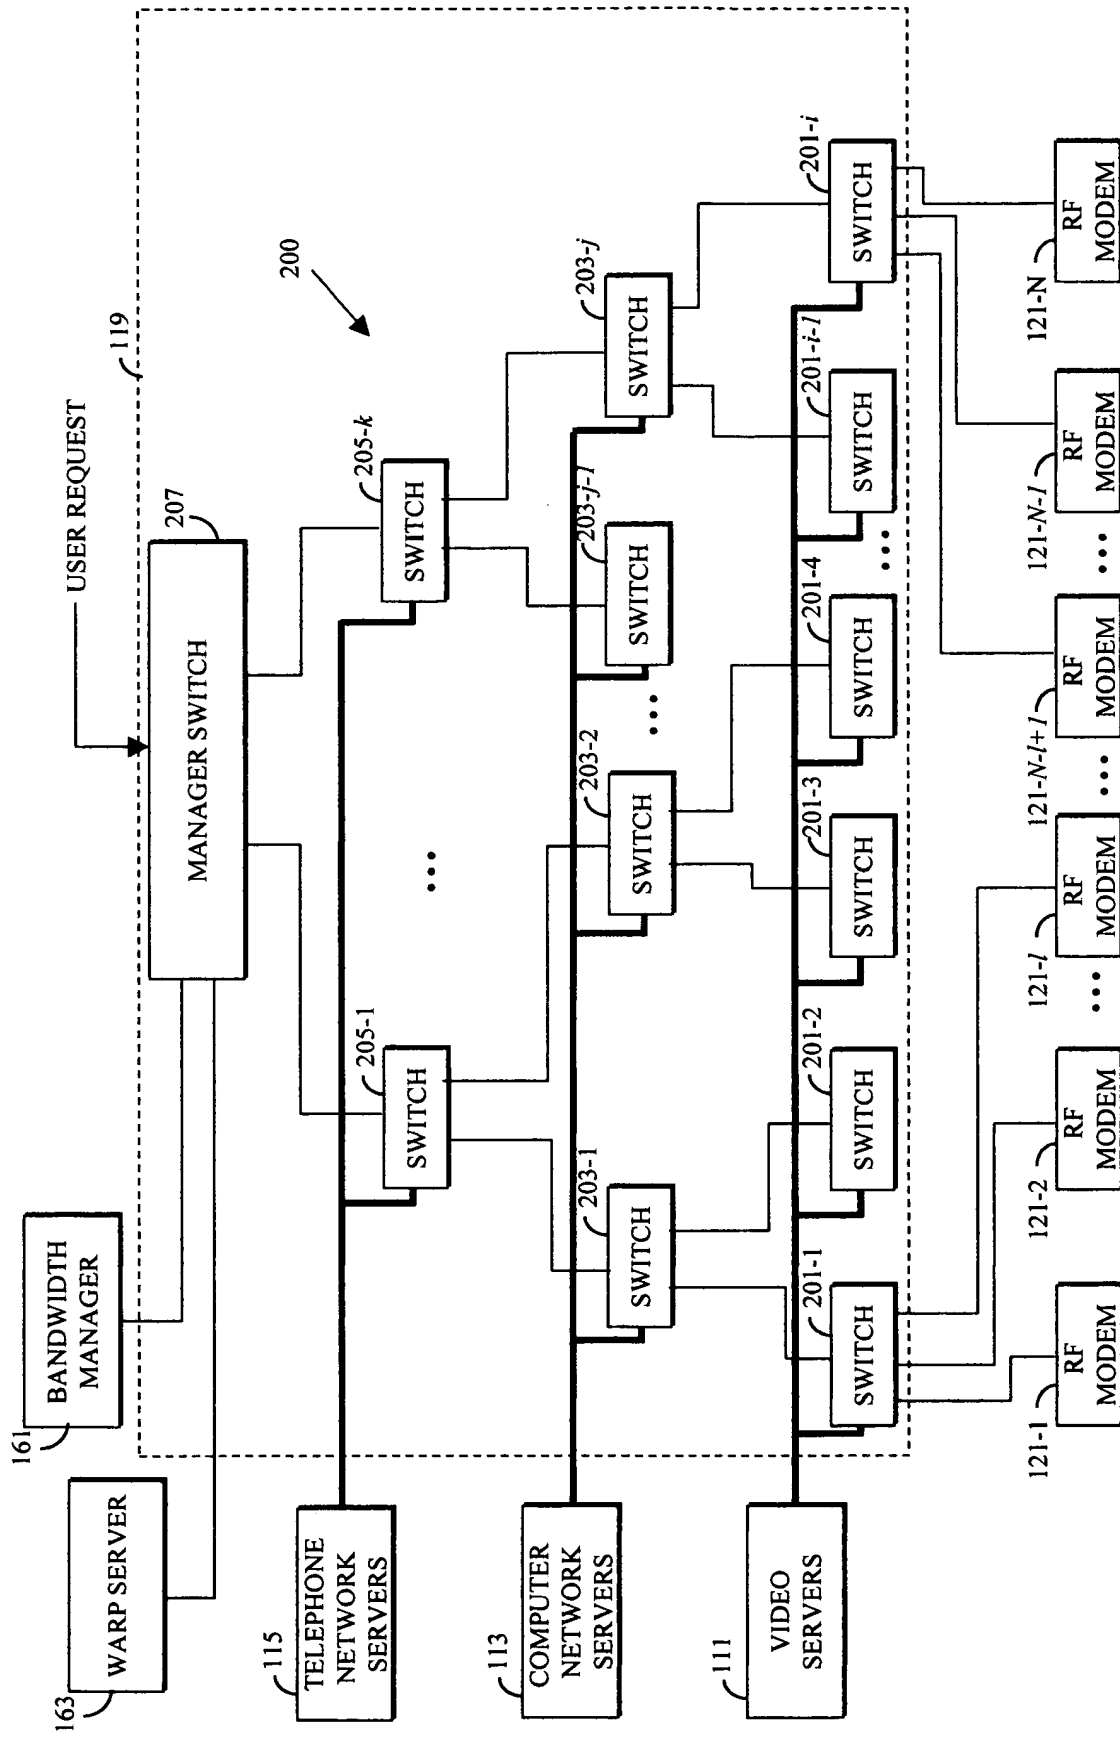 USER REQUEST
119
200
BANDWIDTH
MANAGER
161
WARP SERVER
163
MANAGER SWITCH
207
TELEPHONE
NETWORK
SERVERS
115
SWITCH
205-1
...
SWITCH
205-k
COMPUTER
NETWORK
SERVERS
113
SWITCH
203-1
SWITCH
203-2
...
SWITCH
203-j-1
SWITCH
203-j
VIDEO
SERVERS
111
SWITCH
201-1
SWITCH
201-2
SWITCH
201-3
SWITCH
201-4
...
SWITCH
201-i-1
SWITCH
201-i
RF
MODEM
121-1
RF
MODEM
121-2
...
RF
MODEM
121-l
...
RF
MODEM
121-N-l+1
...
RF
MODEM
121-N-1
RF
MODEM
121-N